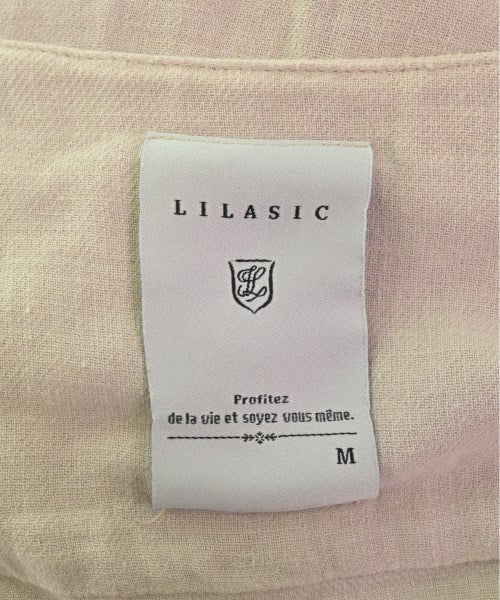 LILASIC
L
Profitez
de la vie et soyez vous même.
M